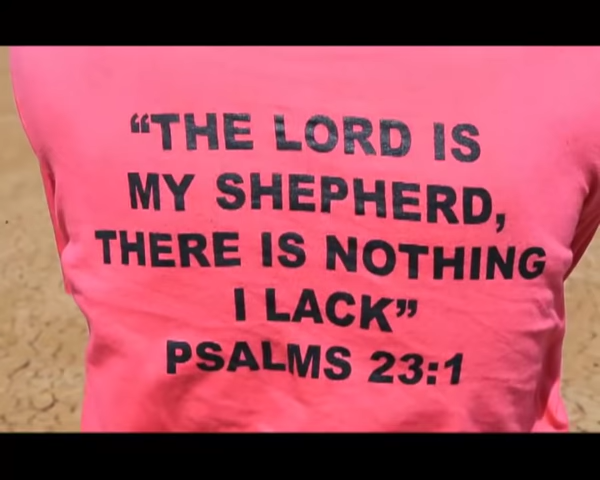 “THE LORD IS
MY SHEPHERD,
THERE IS NOTHING
I LACK”
PSALMS 23:1